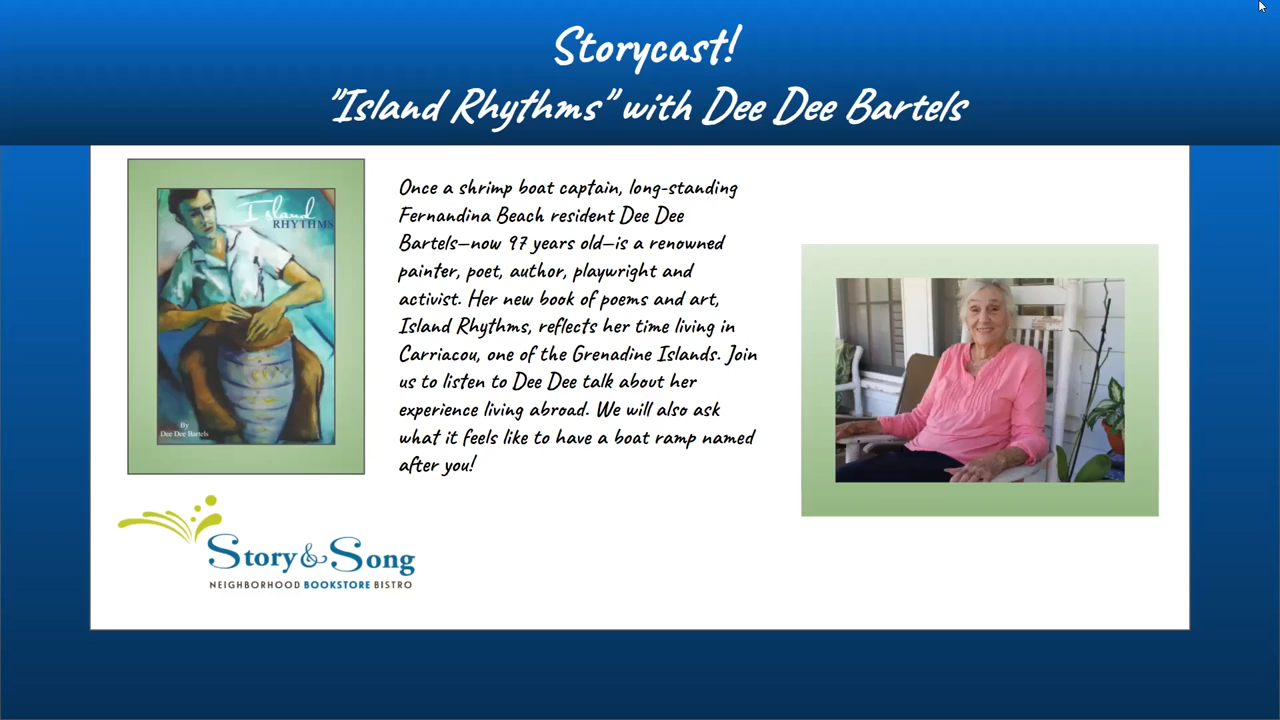 Storycast!
"Island Rhythms" with Dee Dee Bartels
Island
RHYTHMS
By
Dee Dee Bartels
Once a shrimp boat captain, long-standing
Fernandina Beach resident Dee Dee
Bartels—now 97 years old—is a renowned
painter, poet, author, playwright and
activist. Her new book of poems and art,
Island Rhythms, reflects her time living in
Carriacou, one of the Grenadine Islands. Join
us to listen to Dee Dee talk about her
experience living abroad. We will also ask
what it feels like to have a boat ramp named
after you!
Story & Song
NEIGHBORHOOD BOOKSTORE BISTRO